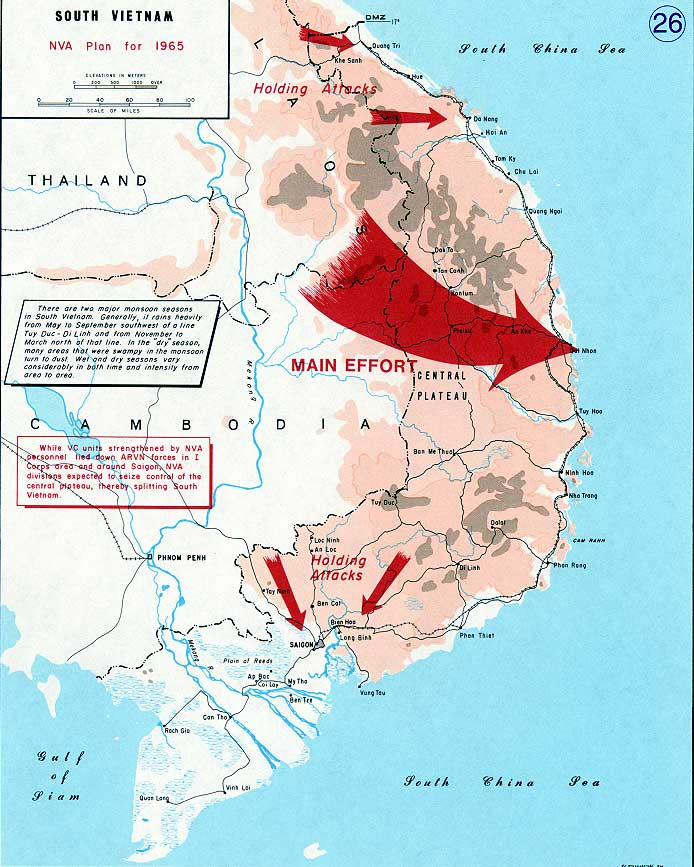 SOUTH VIETNAM
NVA Plan for 1965
ELEVATIONS IN METERS
0 200 500 1000 OVER
0 20 40 60 80 100
SCALE OF MILES
26
DMZ
17°
Quang Tri
Khe Sanh
Hue
South China Sea
Holding Attacks
LAOS
Da Nang
Hoi An
Tam Ky
Chu Lai
THAILAND
Quang Ngai
Dak To
Tan Canh
Kontum
There are two major monsoon seasons
in South Vietnam. Generally, it rains heavily
from May to September southwest of a line
Tuy Duc - Di Linh and from November to
March north of that line. In the "dry" season,
many areas that were swampy in the monsoon
turn to dust. Wet and dry seasons vary
considerably in both time and intensity from
area to area.
Pleiku
An Khe
Qui Nhon
MAIN EFFORT
CENTRAL
PLATEAU
Mekong R.
Tuy Hoa
CAMBODIA
While VC units strengthened by NVA
personnel tied down ARVN forces in I
Corps area and around Saigon, NVA
divisions expected to seize control of the
central plateau, thereby splitting South
Vietnam.
Ban Me Thuot
Ninh Hoa
Nha Trang
Tuy Duc
Dalat
CAM RANH
Loc Ninh
An Loc
PHNOM PENH
Holding
Attacks
Di Linh
Phan Rang
Tay Ninh
Ben Cat
Bien Hoa
Long Binh
Phan Thiet
SAIGON
Mekong R.
Plain of Reeds
Ap Bac
Cai Lay
My Tho
Vung Tau
Ben Tre
Can Tho
Rach Gia
Gulf
of
Siam
South China Sea
Vinh Loi
Quan Long